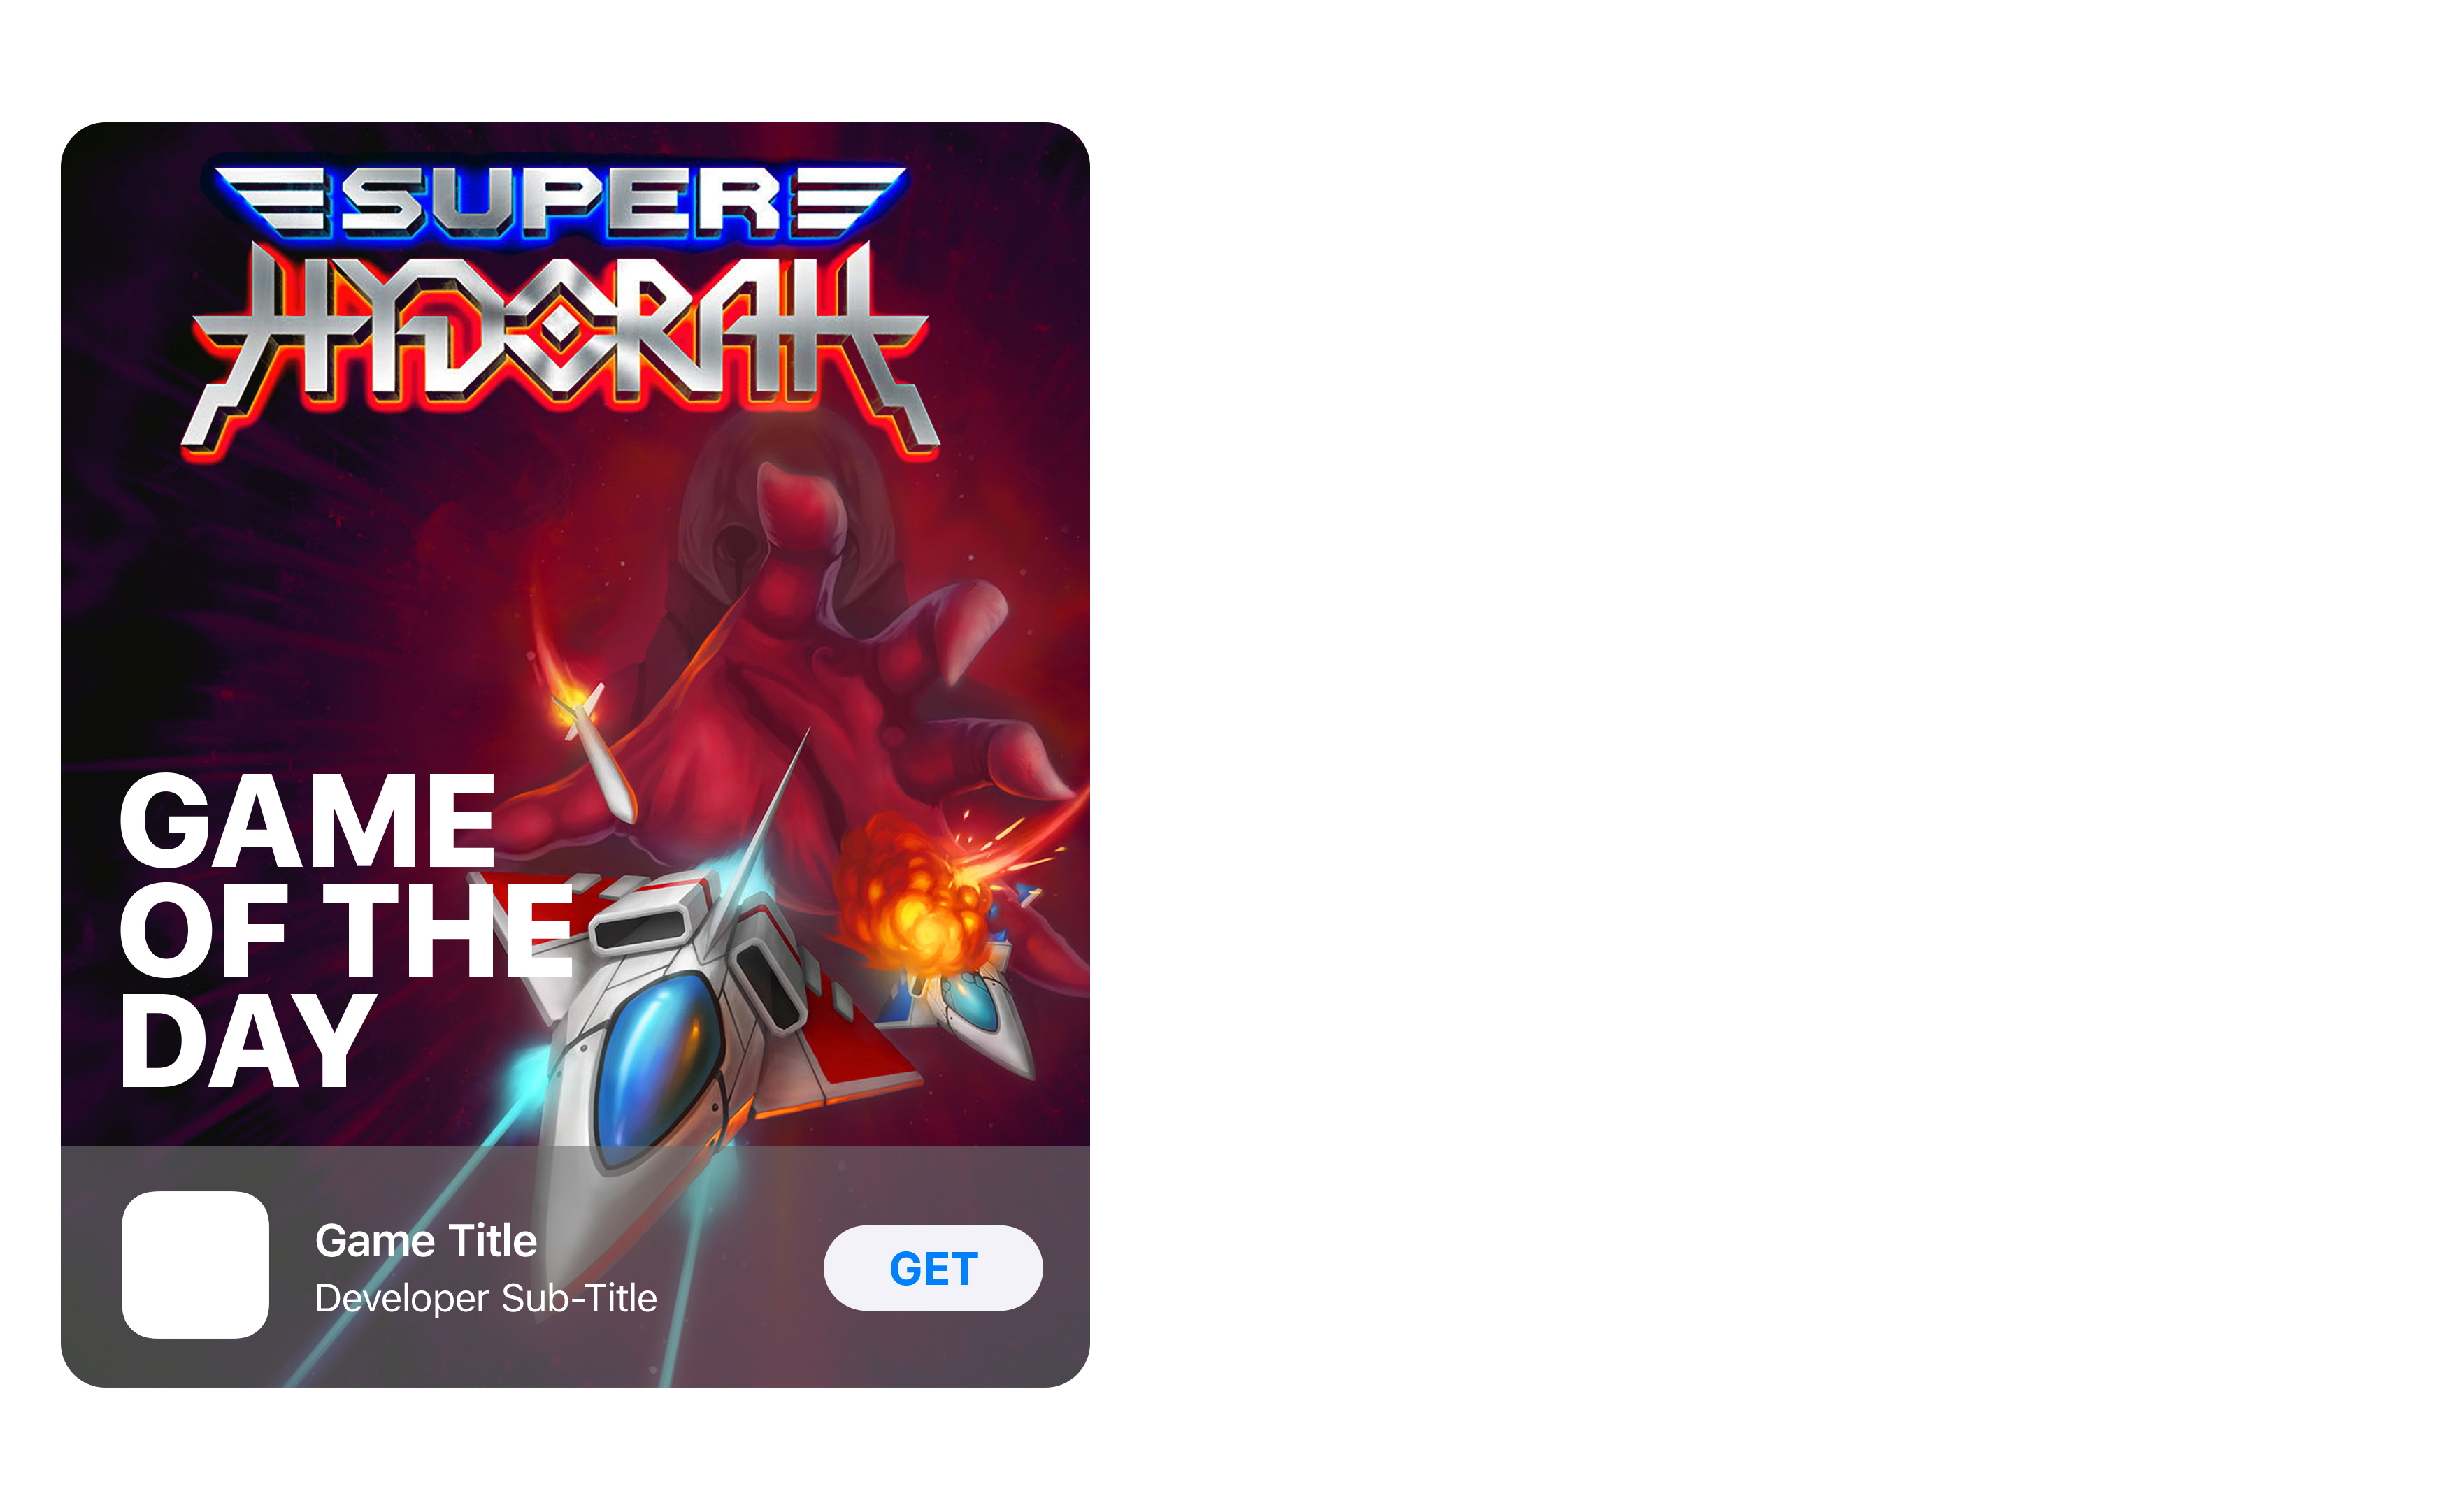 SUPER
HYDORAH
GAME
OF THE
DAY
Game Title
Developer Sub-Title
GET